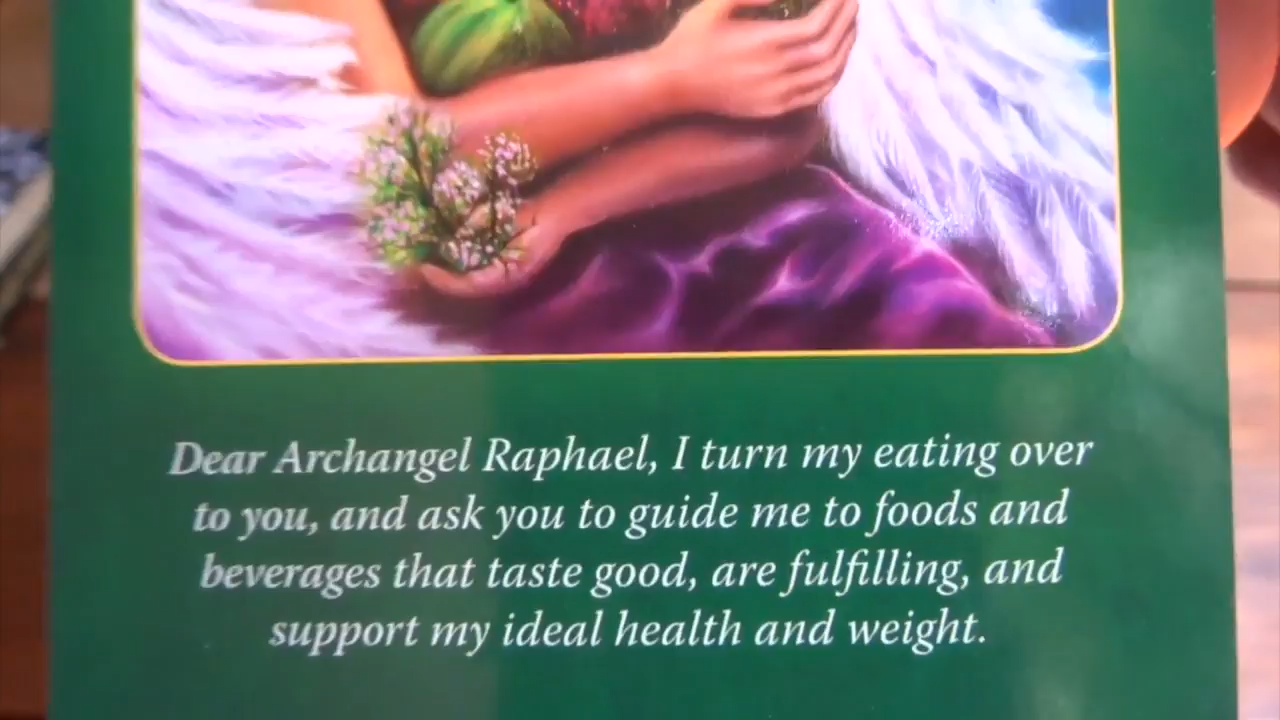 Dear Archangel Raphael, I turn my eating over
to you, and ask you to guide me to foods and
beverages that taste good, are fulfilling, and
support my ideal health and weight.